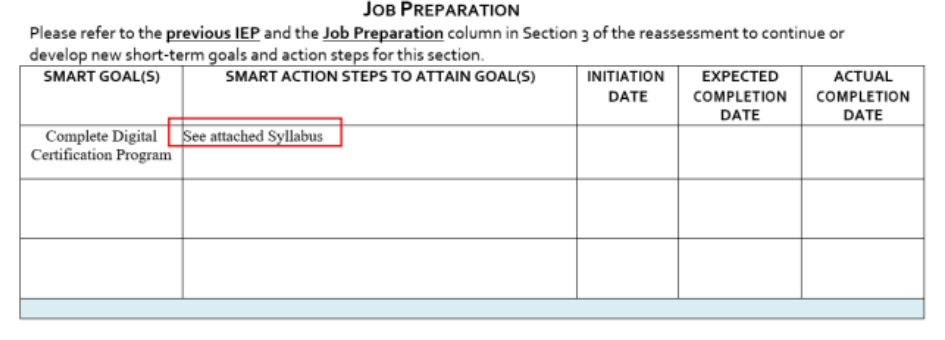 JOB PREPARATION
Please refer to the previous IEP and the Job Preparation column in Section 3 of the reassessment to continue or
develop new short-term goals and action steps for this section.
SMART GOAL(S) SMART ACTION STEPS TO ATTAIN GOAL(S) INITIATION DATE EXPECTED COMPLETION DATE ACTUAL COMPLETION DATE
Complete Digital Certification Program See attached Syllabus